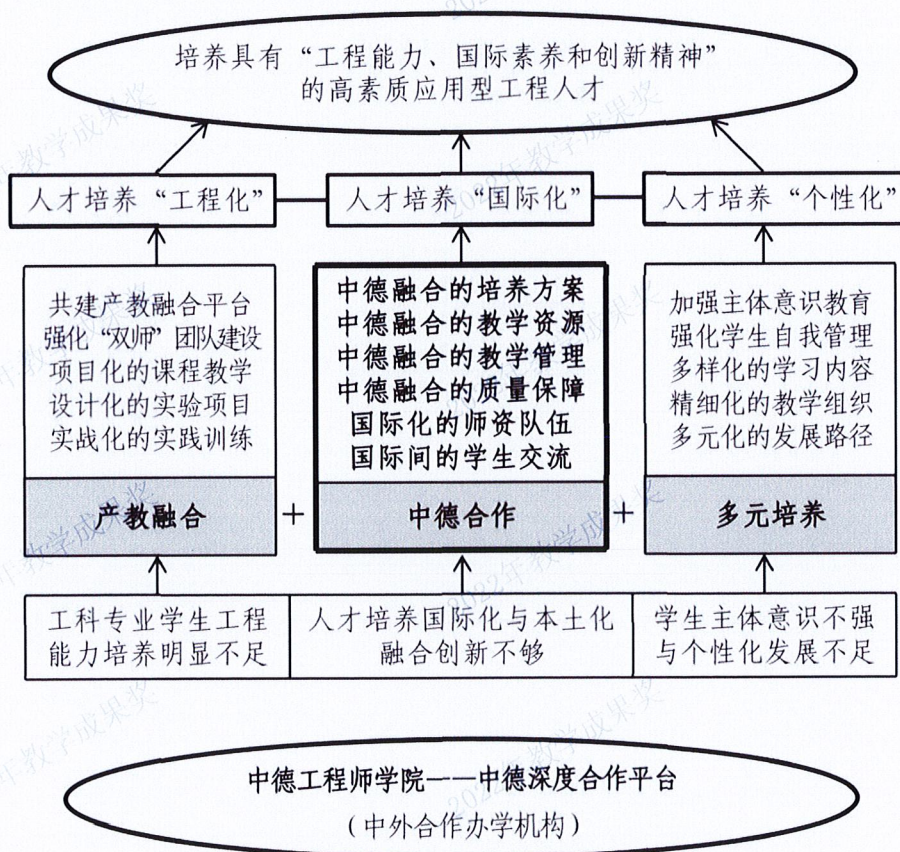 培养具有“工程能力、国际素养和创新精神”
的高素质应用型工程人才
人才培养“工程化”
人才培养“国际化”
人才培养“个性化”
共建产教融合平台
强化“双师”团队建设
项目化的课程教学
设计化的实验项目
实战化的实践训练
产教融合
+
中德融合的培养方案
中德融合的教学资源
中德融合的教学管理
中德融合的质量保障
国际化的师资队伍
国际间的学生交流
中德合作
+
加强主体意识教育
强化学生自我管理
多样化的学习内容
精细化的教学组织
多元化的发展路径
多元培养
工科专业学生工程
能力培养明显不足
人才培养国际化与本土化
融合创新不够
学生主体意识不强
与个性化发展不足
中德工程师学院——中德深度合作平台
（中外合作办学机构）
2022年教学成果奖